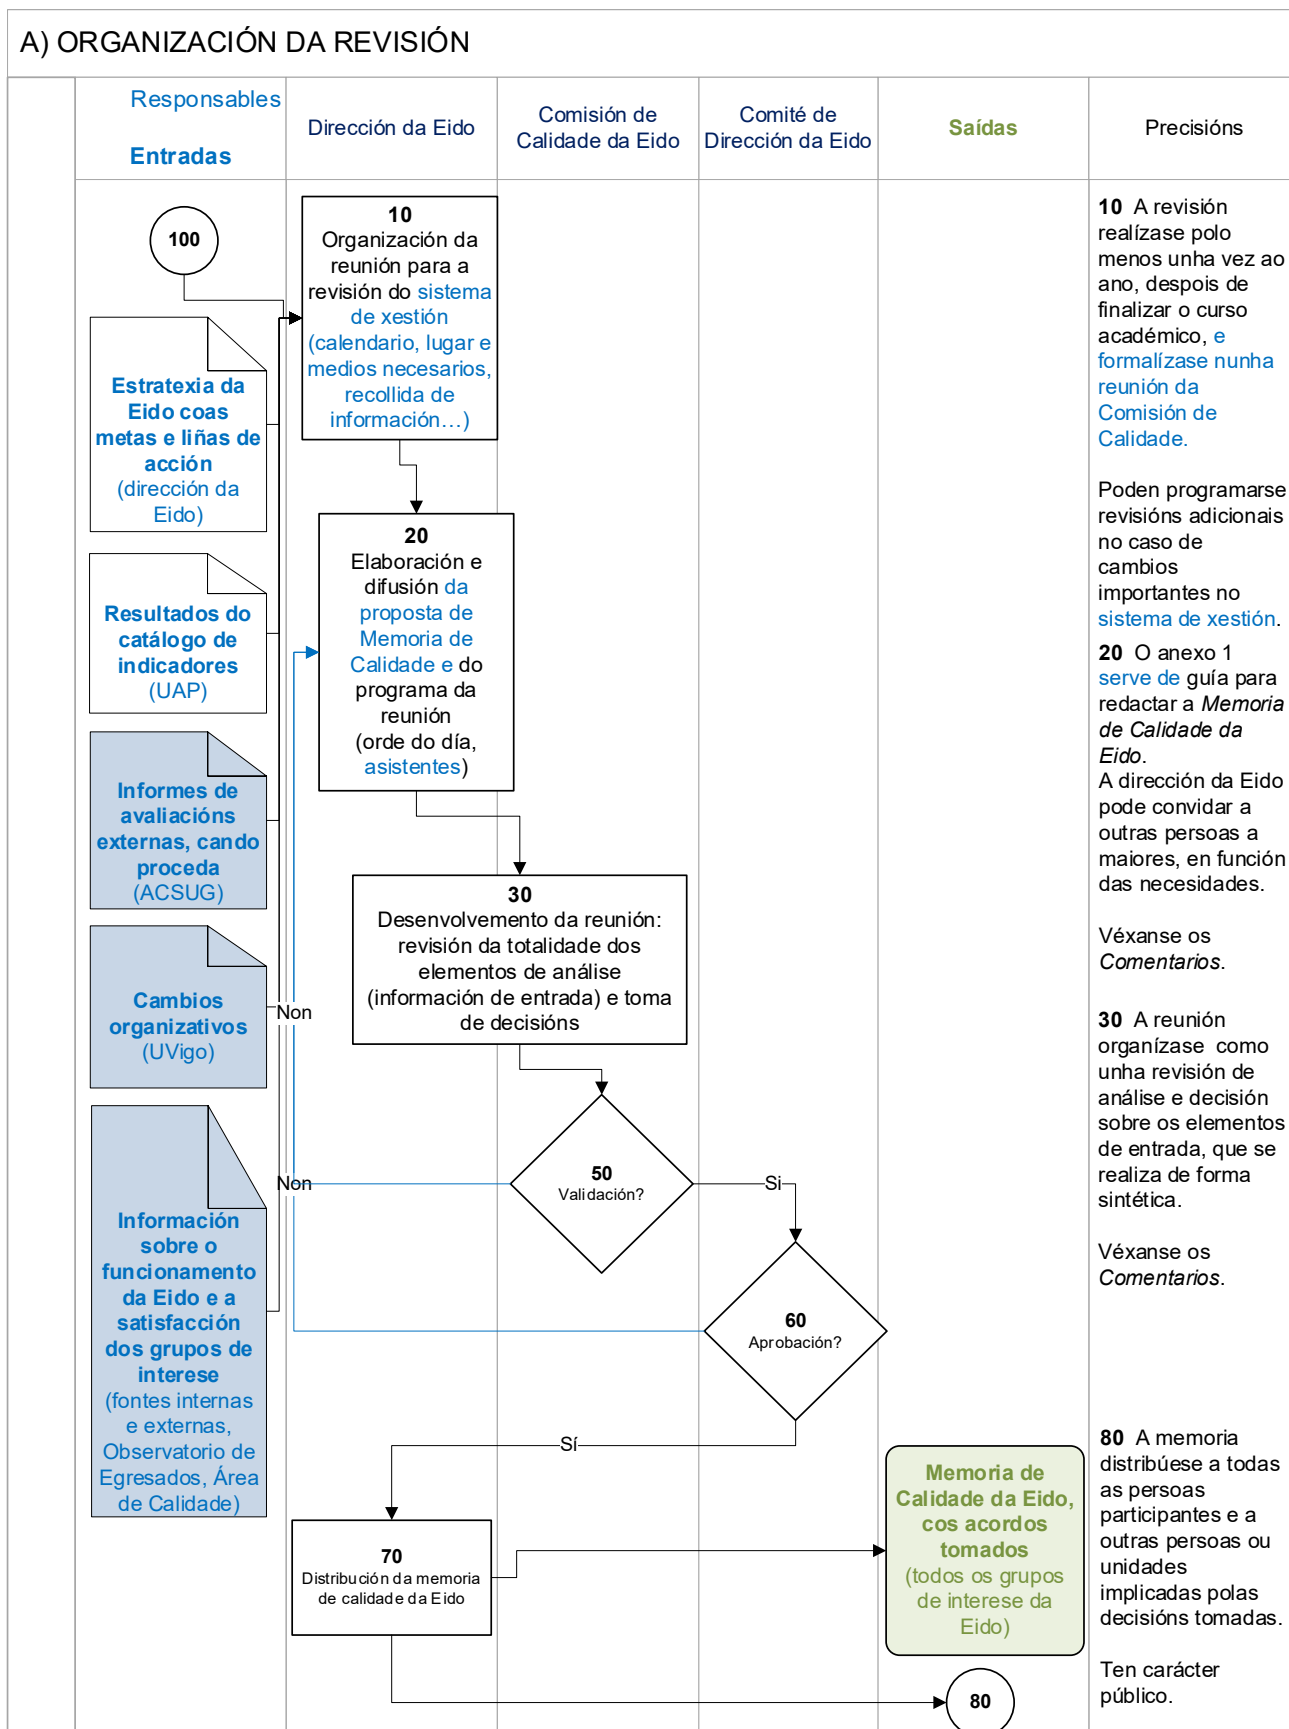 A) ORGANIZACIÓN DA REVISIÓN
Responsables
Entradas
Dirección da Eido
Comisión de
Calidade da Eido
Comité de
Dirección da Eido
Saídas
Precisións
100
Estratexia da
Eido coas
metas e liñas de
acción
(dirección da
Eido)
Resultados do
catálogo de
indicadores
(UAP)
Informes de
avaliacións
externas, cando
proceda
(ACSUG)
Cambios
organizativos
(UVigo)
Información
sobre o
funcionamento
da Eido e a
satisfacción
dos grupos de
interese
(fontes internas
e externas,
Observatorio de
Egresados, Área
de Calidade)
10
Organización da
reunión para a
revisión do sistema
de xestión
(calendario, lugar e
medios necesarios,
recollida de
información…)
20
Elaboración e
difusión da
proposta de
Memoria de
Calidade e do
programa da
reunión
(orde do día,
asistentes)
30
Desenvolvemento da reunión:
revisión da totalidade dos
elementos de análise
(información de entrada) e toma
de decisións
Non
50
Validación?
Non
Si
60
Aprobación?
Sí
70
Distribución da memoria
de calidade da Eido
Memoria de
Calidade da Eido,
cos acordos
tomados
(todos os grupos
de interese da
Eido)
80
10 A revisión
realízase polo
menos unha vez ao
ano, despois de
finalizar o curso
académico, e
formalízase nunha
reunión da
Comisión de
Calidade.
Poden programarse
revisións adicionais
no caso de
cambios
importantes no
sistema de xestión.
20 O anexo 1
serve de guía para
redactar a Memoria
de Calidade da
Eido.
A dirección da Eido
pode convidar a
outras persoas a
maiores, en función
das necesidades.
Véxanse os
Comentarios.
30 A reunión
organízase como
unha revisión de
análise e decisión
sobre os elementos
de entrada, que se
realiza de forma
sintética.
Véxanse os
Comentarios.
80 A memoria
distribúese a todas
as persoas
participantes e a
outras persoas ou
unidades
implicadas polas
decisións tomadas.
Ten carácter
público.